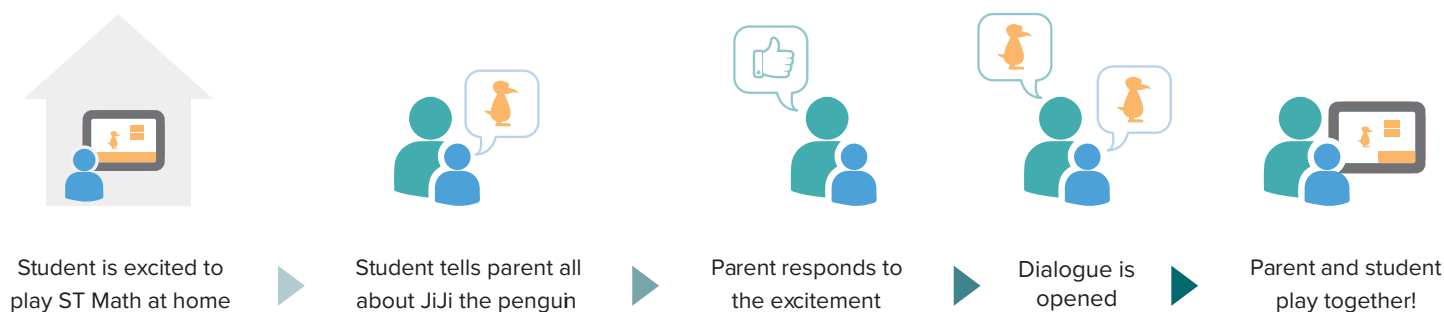 Student is excited to
play ST Math at home
Student tells parent all
about JiJi the penguin
Parent responds to
the excitement
Dialogue is
opened
Parent and student
play together!